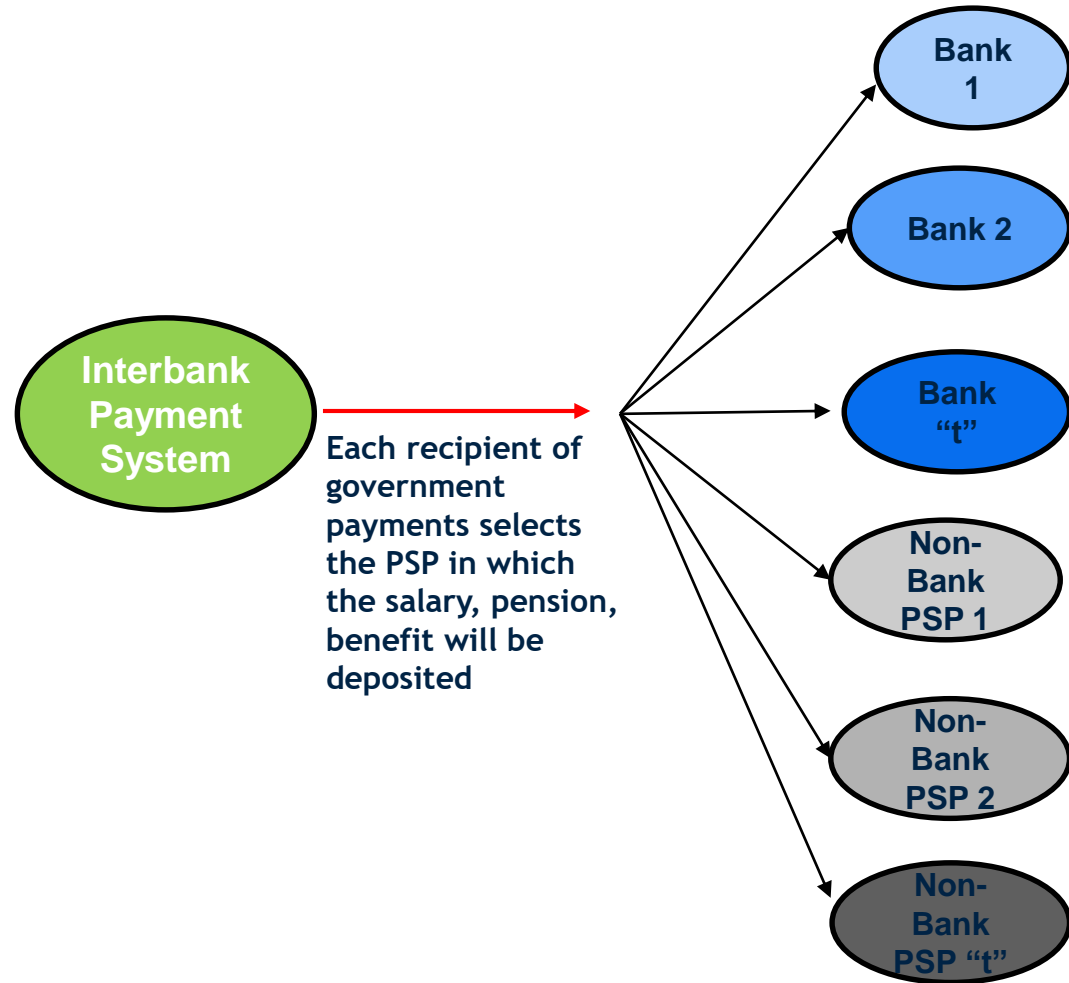 Bank
1
Bank 2
Interbank
Payment
System
Bank
“t”
Each recipient of
government
payments selects
the PSP in which
the salary, pension,
benefit will be
deposited
Non-
Bank
PSP 1
Non-
Bank
PSP 2
Non-
Bank
PSP “t”